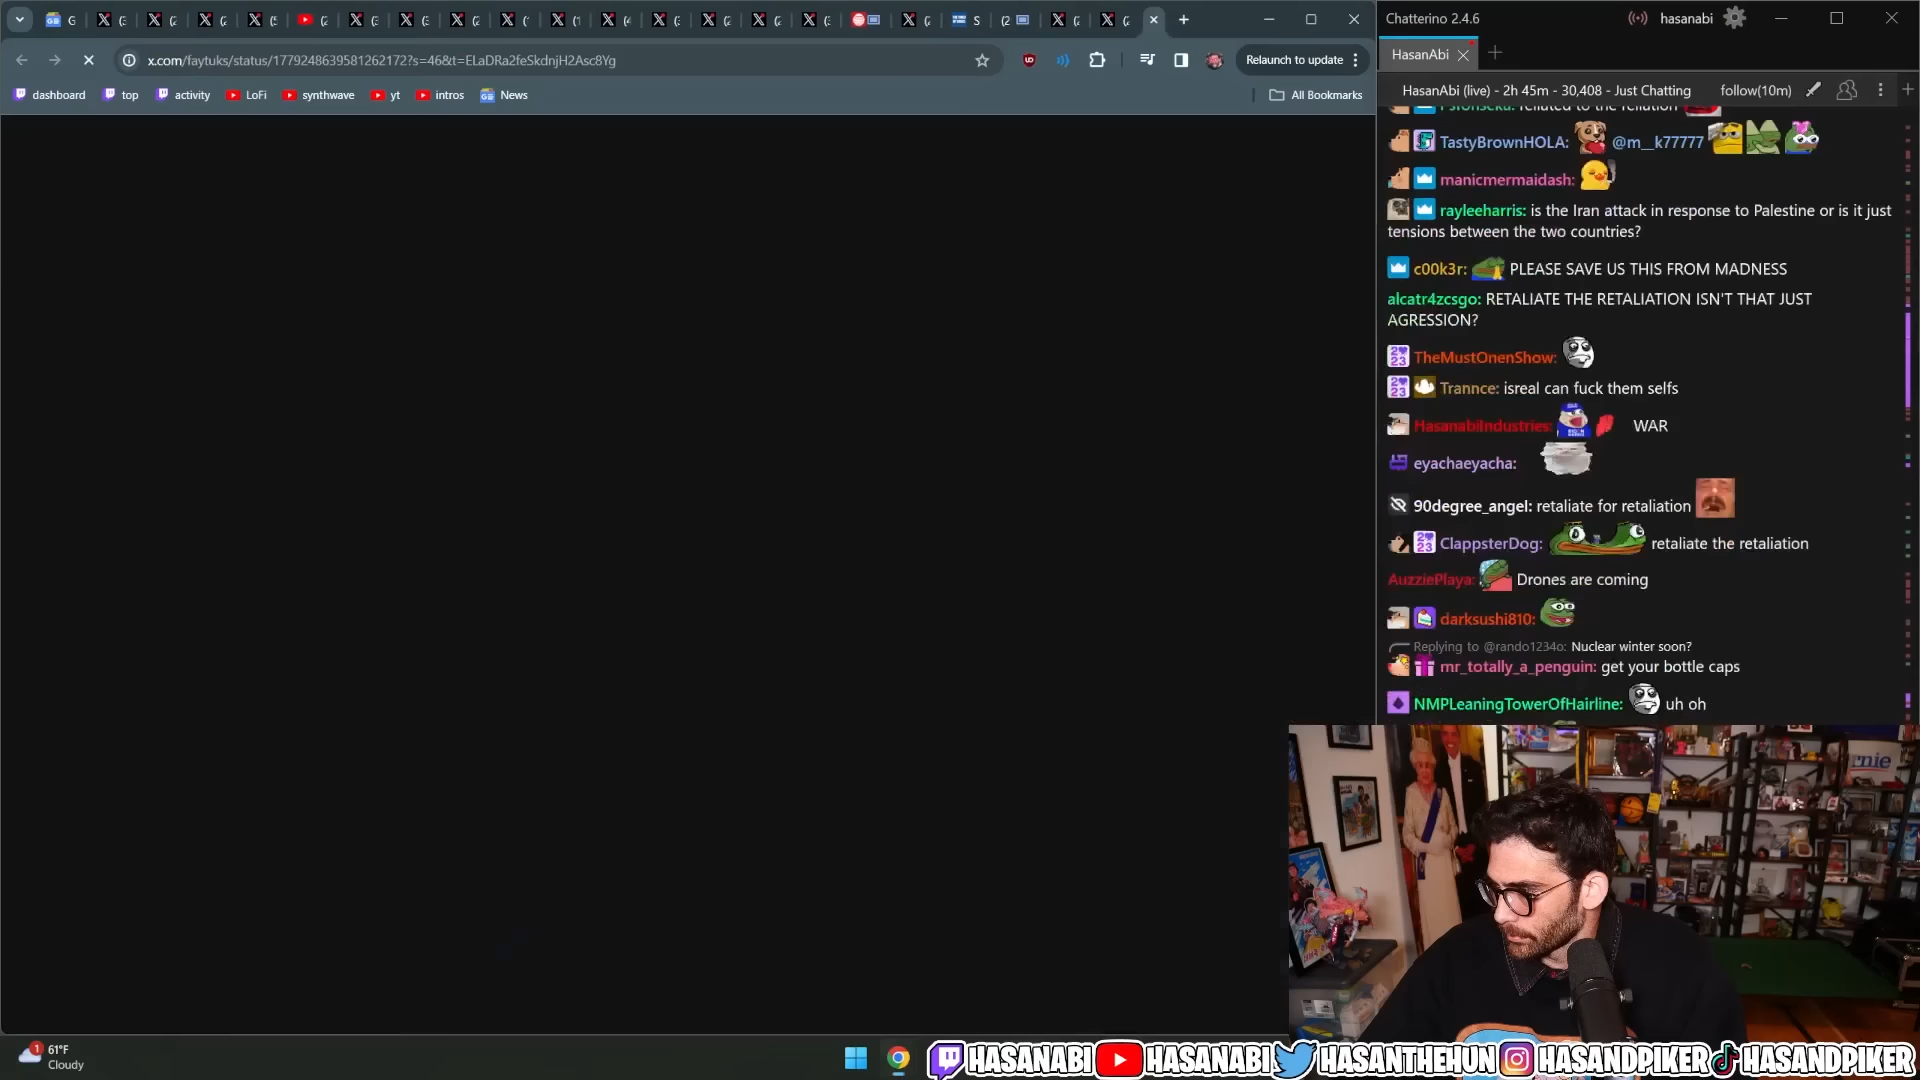 x.com/faytuks/status/1779248639581262172?s=46&t=ELaDRa2feSkdnjH2Asc8Yg
Relaunch to update
dashboard
top
activity
LoFi
synthwave
yt
intros
News
All Bookmarks
Chatterino 2.4.6
hasanabi
HasanAbi
HasanAbi (live) - 2h 45m - 30,408 - Just Chatting
follow(10m)
TastyBrownHOLA: @m__k77777
manicmermaidash:
rayleeharris: is the Iran attack in response to Palestine or is it just
tensions between the two countries?
c00k3r: PLEASE SAVE US THIS FROM MADNESS
alcatr4zcsgo: RETALIATE THE RETALIATION ISN'T THAT JUST
AGRESSION?
TheMustOnenShow:
Trannce: isreal can fuck them selfs
HasanabiIndustries: WAR
eyachaeyacha:
90degree_angel: retaliate for retaliation
ClappsterDog: retaliate the retaliation
AuzziePlaya: Drones are coming
darksushi810:
Replying to @rando1234o: Nuclear winter soon?
mr_totally_a_penguin: get your bottle caps
NMPLeaningTowerOfHairline: uh oh
1
61°F
Cloudy
HASANABI
HASANABI
HASANTHEHUN
HASANDPIKER
HASANDPIKER